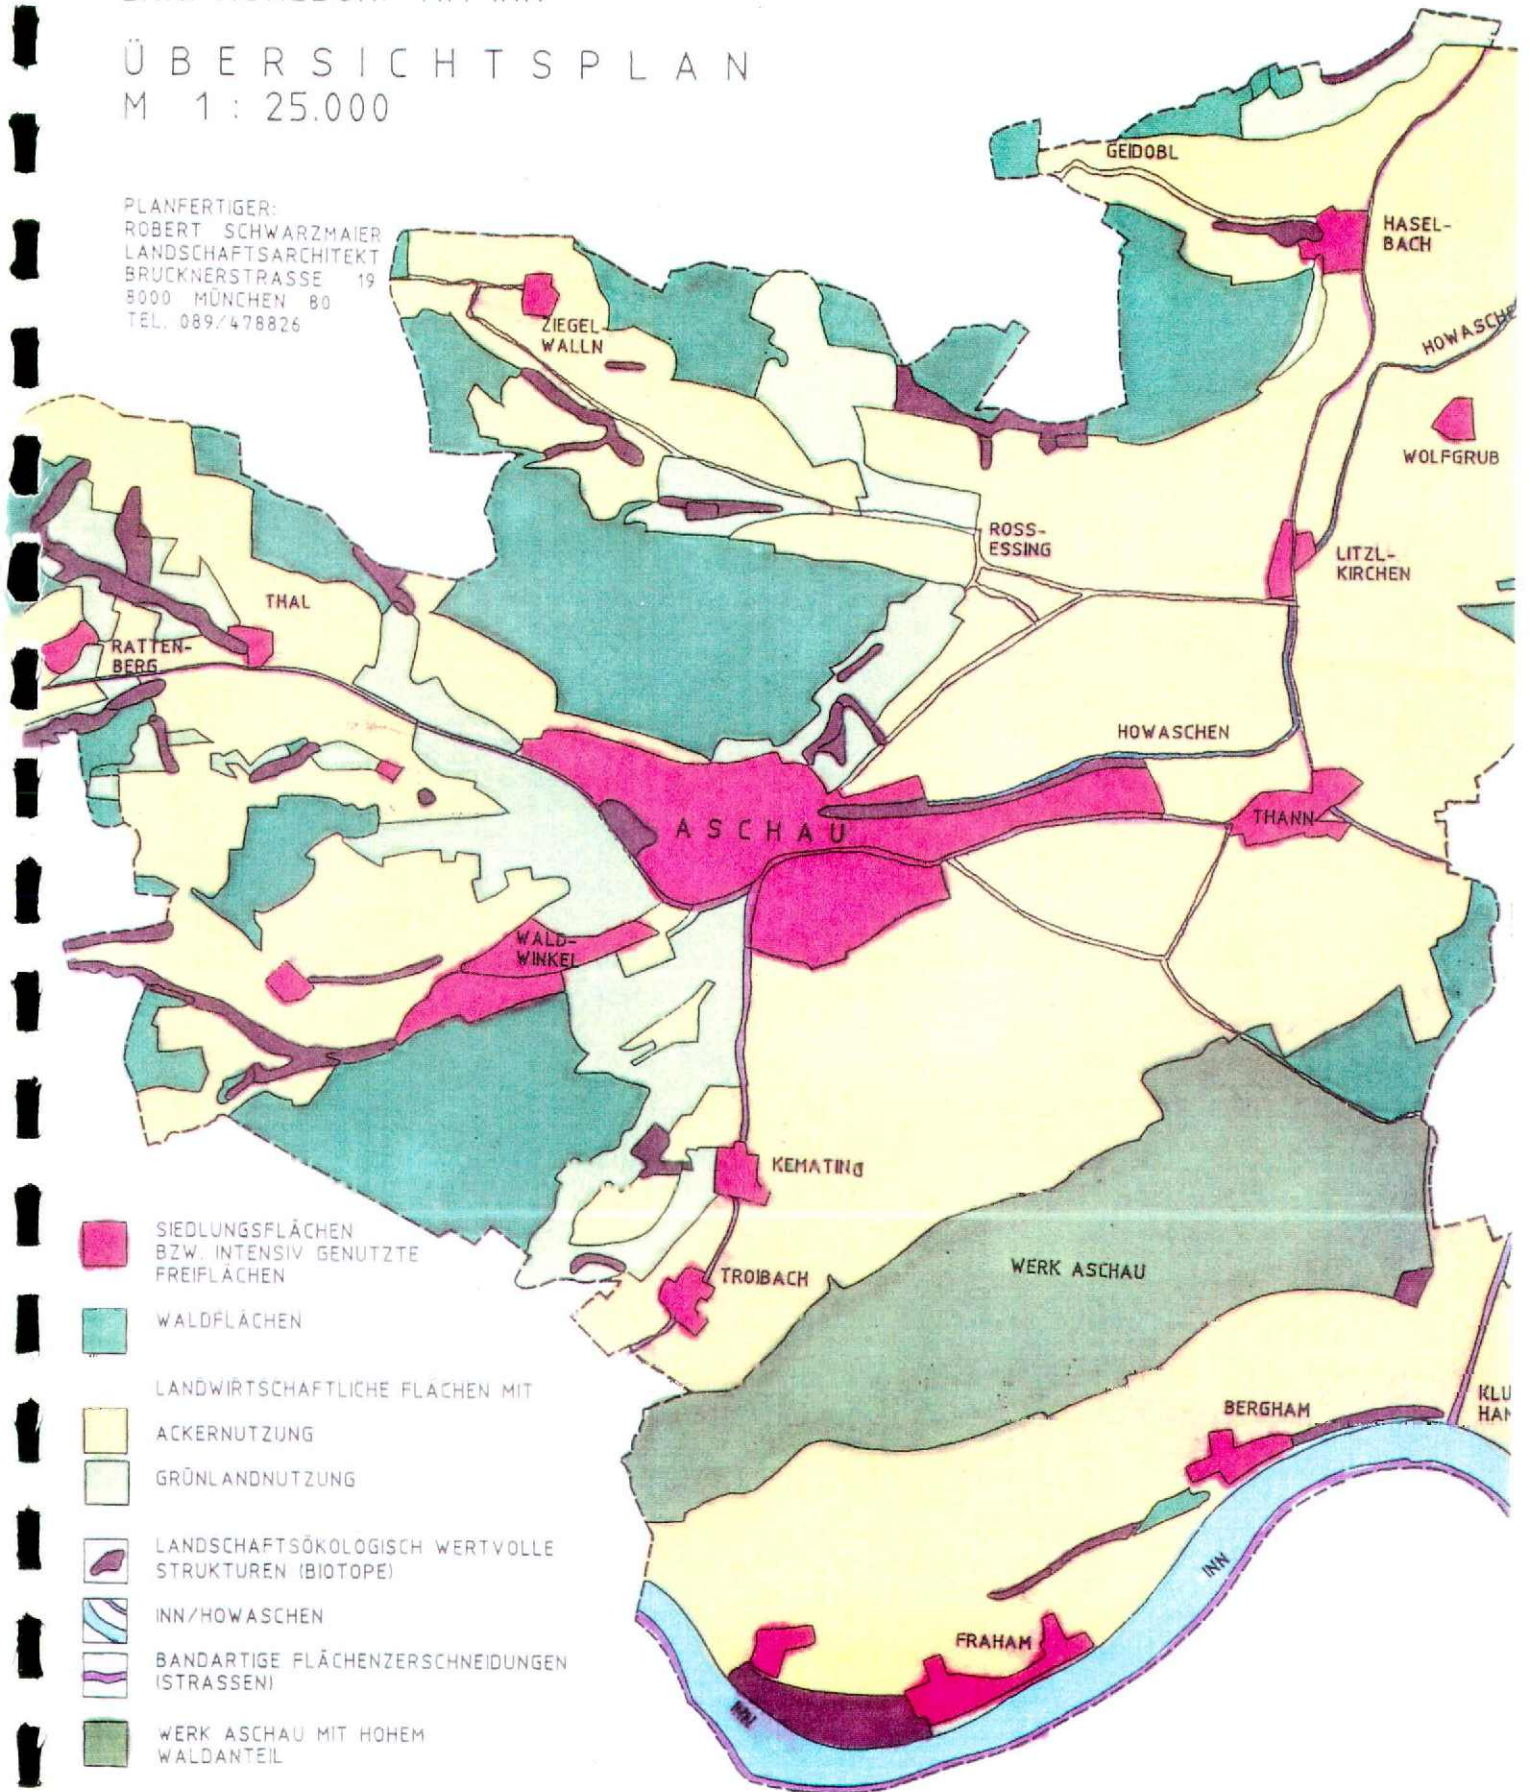 ÜBERSICHTSPLAN
M 1 : 25.000
PLANFERTIGER:
ROBERT SCHWARZMAIER
LANDSCHAFTSARCHITEKT
BRUCKNERSTRASSE 19
8000 MÜNCHEN 80
TEL. 089/478826
GEIDOBL
HASEL-
BACH
ZIEGEL-
WALLN
HOWASCHE
WOLFGRUB
ROSS-
ESSING
LITZL-
KIRCHEN
THAL
RATTEN-
BERG
HOWASCHEN
ASCHAU
THANN
WALD-
WINKEL
KEMATING
TROIBACH
WERK ASCHAU
BERGHAM
KLU
HAM
INN
FRAHAM
INN
SIEDLUNGSFLÄCHEN
BZW. INTENSIV GENUTZTE
FREIFLÄCHEN
WALDFLÄCHEN
LANDWIRTSCHAFTLICHE FLÄCHEN MIT
ACKERNUTZUNG
GRÜNLANDNUTZUNG
LANDSCHAFTSÖKOLOGISCH WERTVOLLE
STRUKTUREN (BIOTOPE)
INN/HOWASCHEN
BANDARTIGE FLÄCHENZERSCHNEIDUNGEN
(STRASSEN)
WERK ASCHAU MIT HOHEM
WALDANTEIL